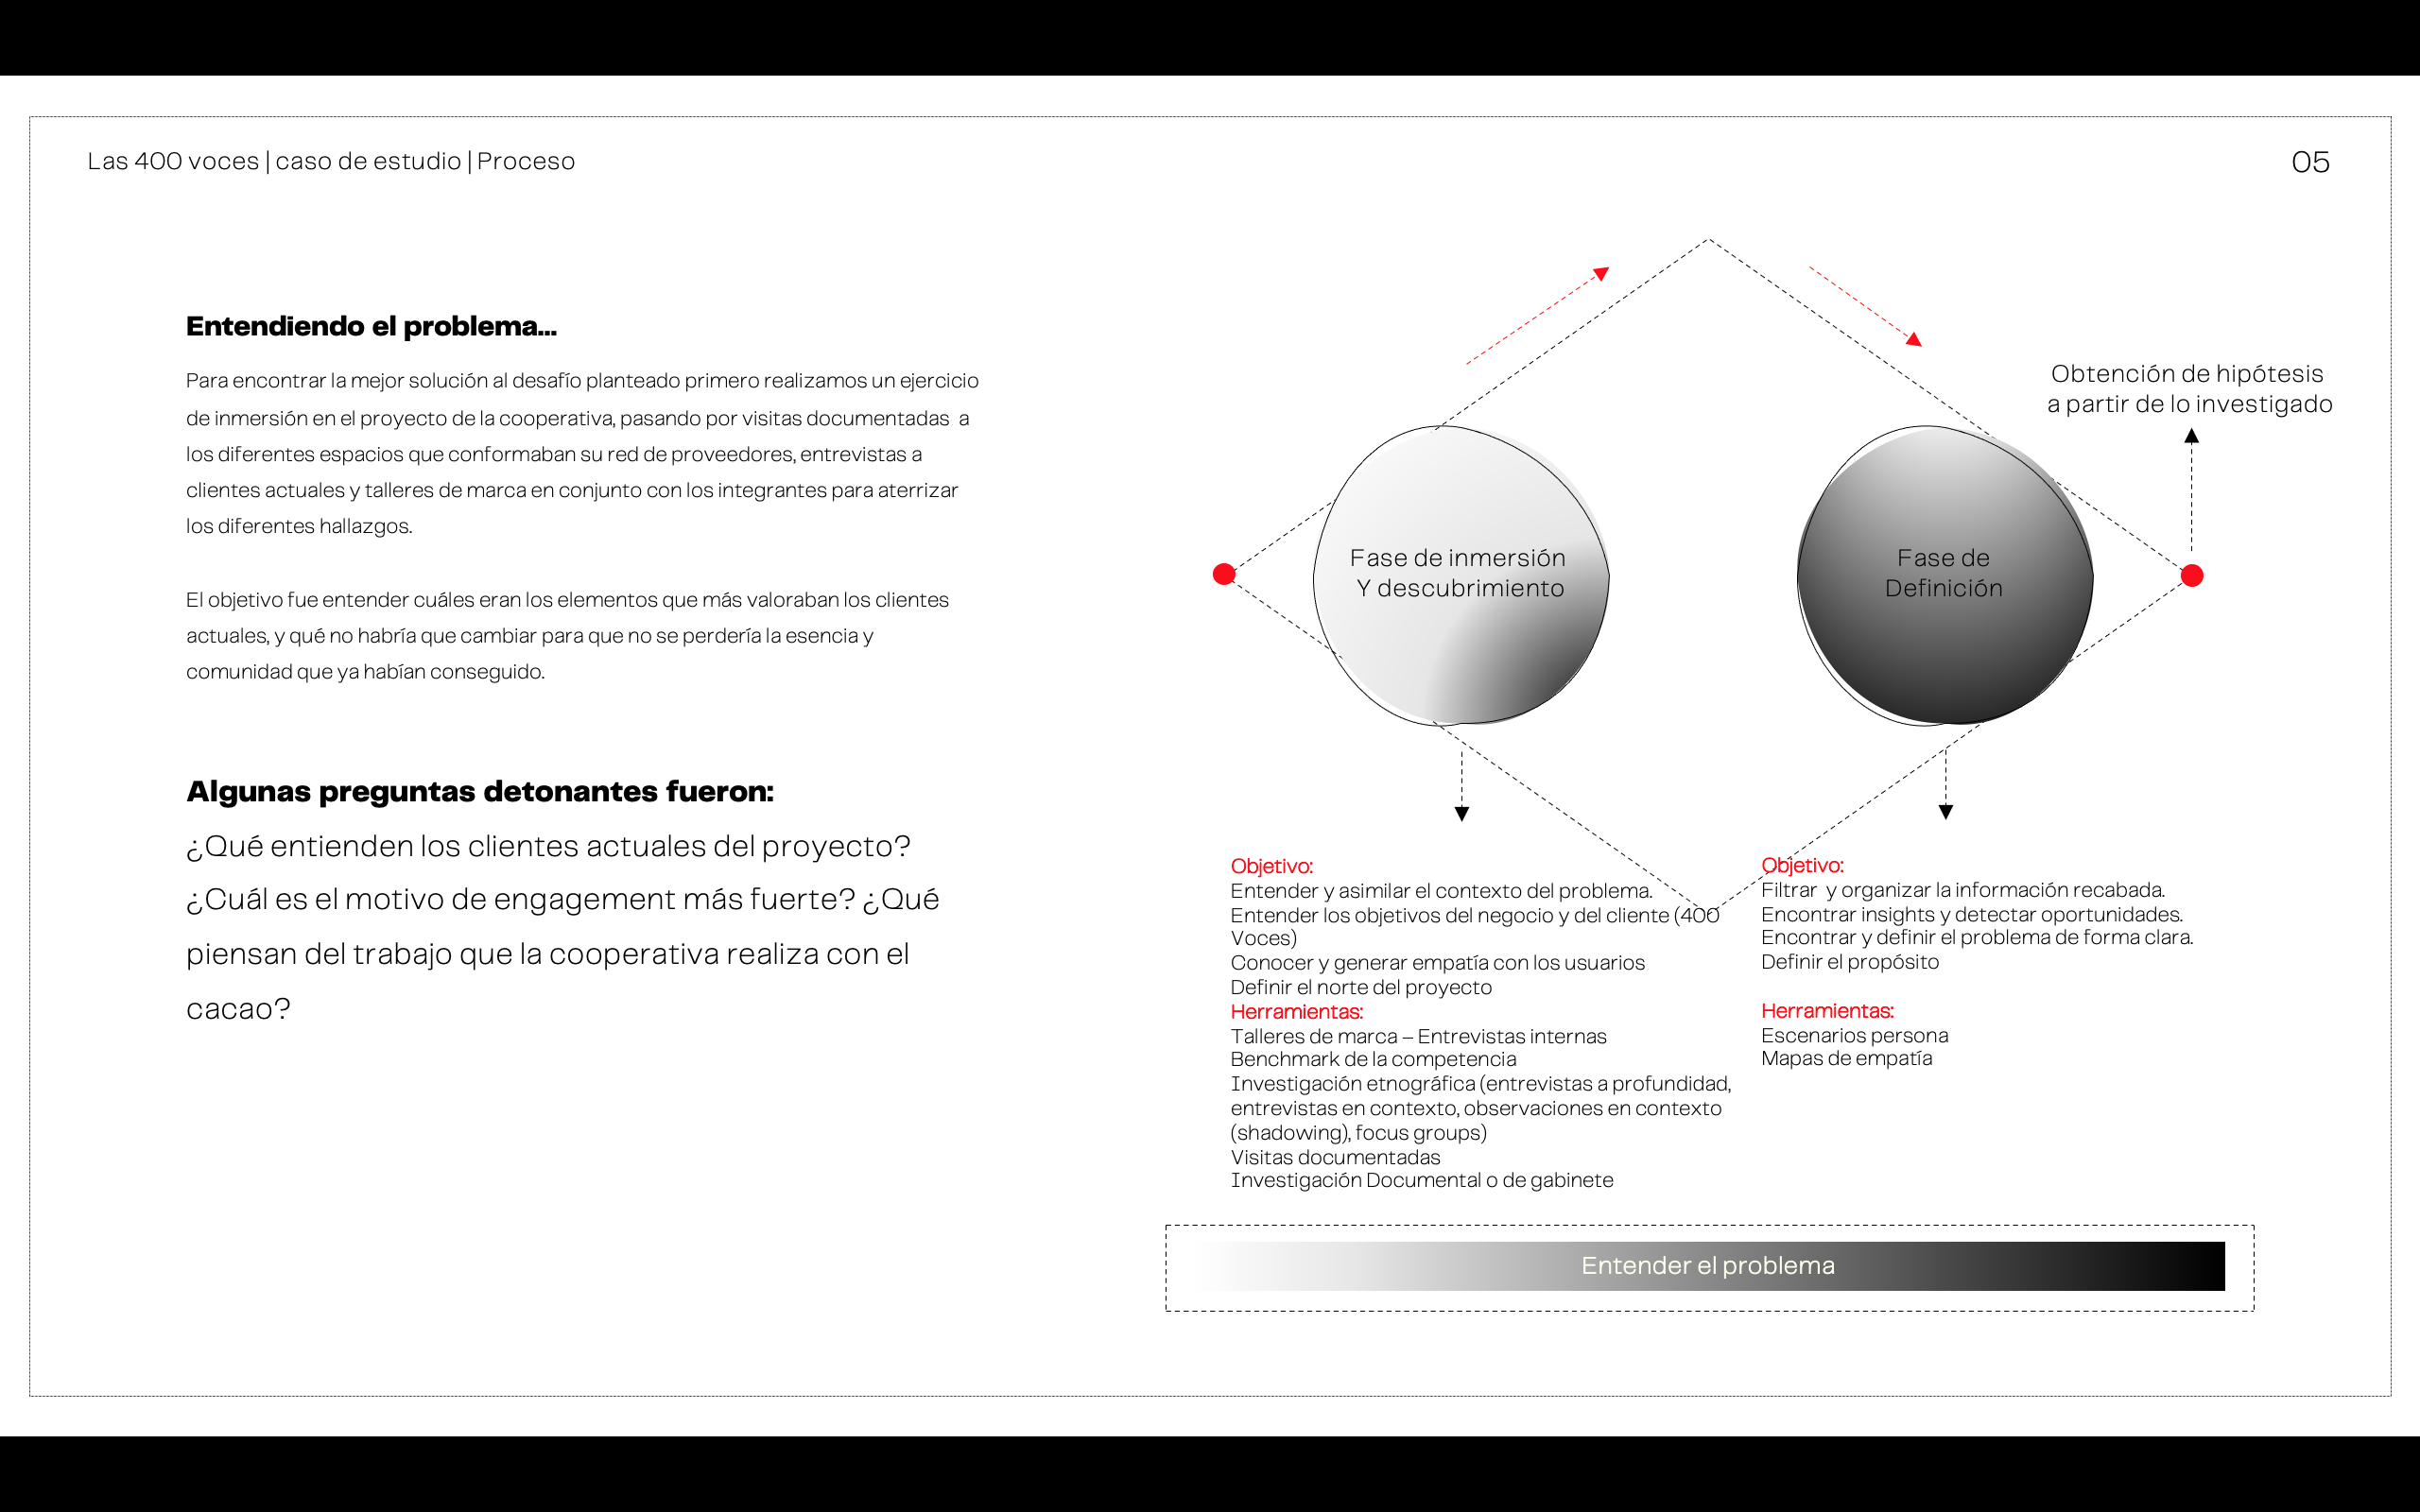 Las 400 voces | caso de estudio | Proceso
05
Entendiendo el problema...
Para encontrar la mejor solución al desafío planteado primero realizamos un ejercicio
de inmersión en el proyecto de la cooperativa, pasando por visitas documentadas  a
los diferentes espacios que conformaban su red de proveedores, entrevistas a
clientes actuales y talleres de marca en conjunto con los integrantes para aterrizar
los diferentes hallazgos.
El objetivo fue entender cuáles eran los elementos que más valoraban los clientes
actuales, y qué no habría que cambiar para que no se perdería la esencia y
comunidad que ya habían conseguido.
Algunas preguntas detonantes fueron:
¿Qué entienden los clientes actuales del proyecto?
¿Cuál es el motivo de engagement más fuerte? ¿Qué
piensan del trabajo que la cooperativa realiza con el
cacao?
Obtención de hipótesis
a partir de lo investigado
Fase de inmersión
Y descubrimiento
Fase de
Definición
Objetivo:
Entender y asimilar el contexto del problema.
Entender los objetivos del negocio y del cliente (400
Voces)
Conocer y generar empatía con los usuarios
Definir el norte del proyecto
Herramientas:
Talleres de marca – Entrevistas internas
Benchmark de la competencia
Investigación etnográfica (entrevistas a profundidad,
entrevistas en contexto, observaciones en contexto
(shadowing), focus groups)
Visitas documentadas
Investigación Documental o de gabinete
Objetivo:
Filtrar  y organizar la información recabada.
Encontrar insights y detectar oportunidades.
Encontrar y definir el problema de forma clara.
Definir el propósito
Herramientas:
Escenarios persona
Mapas de empatía
Entender el problema